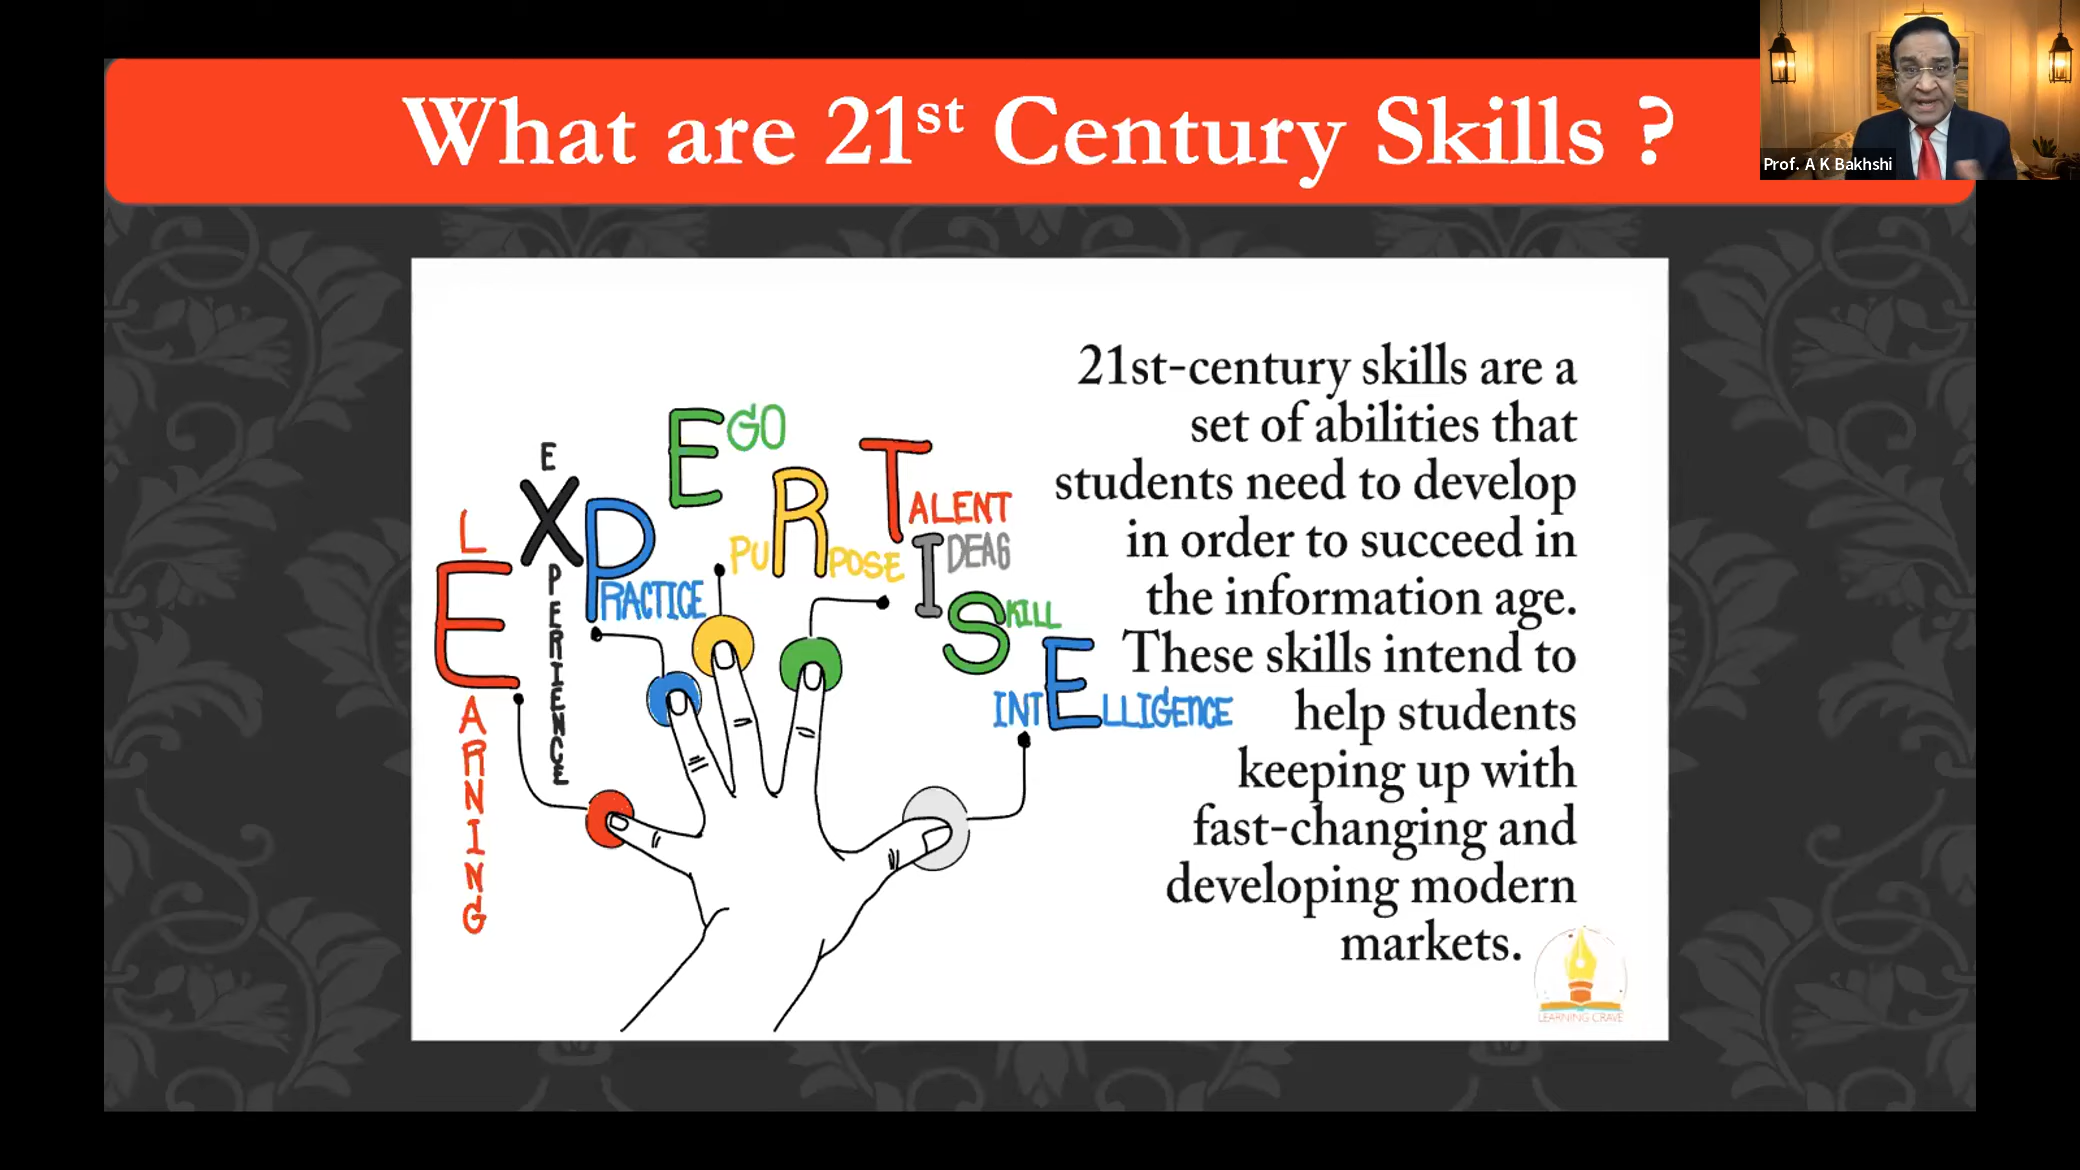 What are 21st Century Skills ?
Prof. A K Bakhshi
LEARNING
EXPERIENCE
PRACTICE
EGO
PURPOSE
TALENT
IDEAS
SKILL
INTELLIGENCE
21st-century skills are a
set of abilities that
students need to develop
in order to succeed in
the information age.
These skills intend to
help students
keeping up with
fast-changing and
developing modern
markets.
LEARNING CRAVE